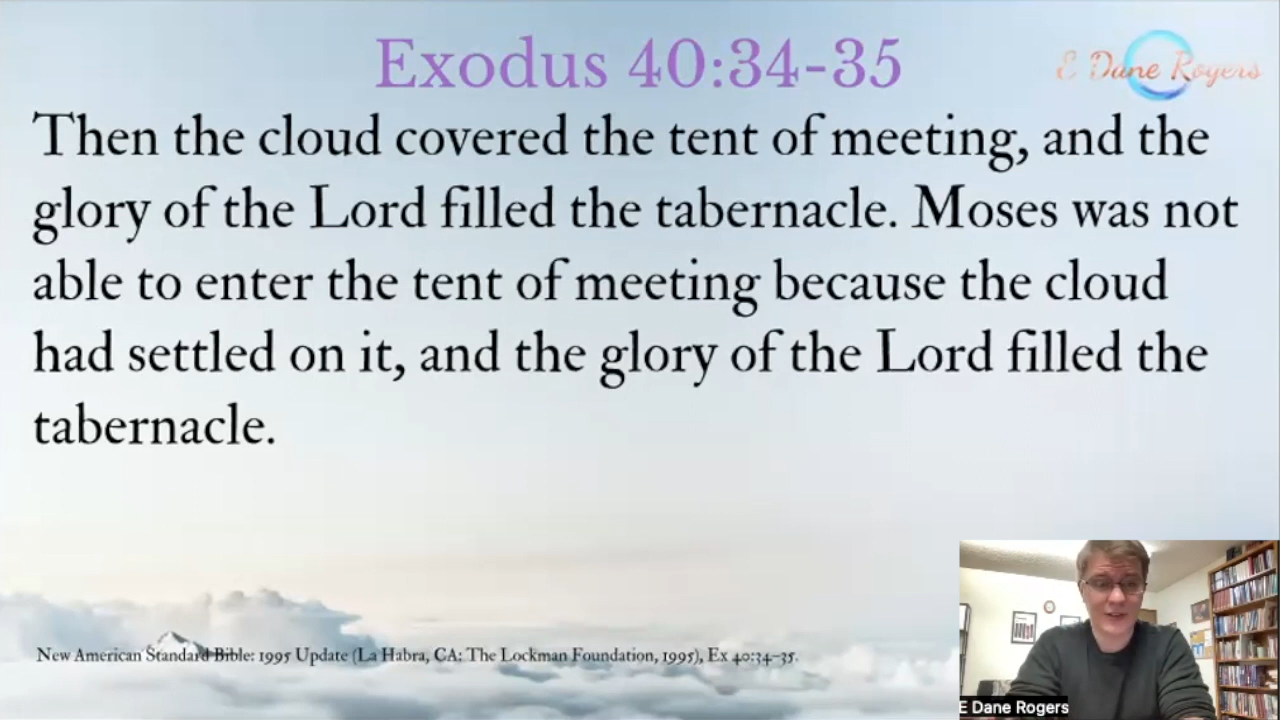 Exodus 40:34-35
E Dane Rogers
Then the cloud covered the tent of meeting, and the
glory of the Lord filled the tabernacle. Moses was not
able to enter the tent of meeting because the cloud
had settled on it, and the glory of the Lord filled the
tabernacle.
New American Standard Bible: 1995 Update (La Habra, CA: The Lockman Foundation, 1995), Ex 40:34–35.
E Dane Rogers